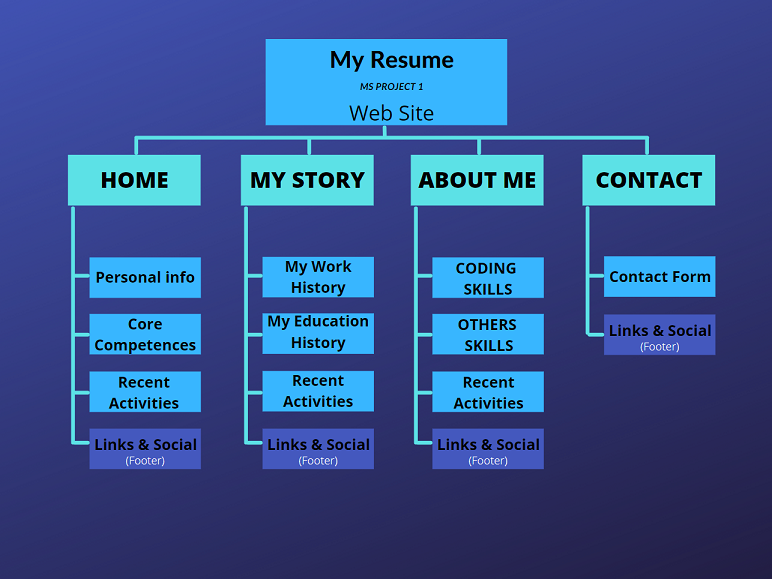 My Resume
MS PROJECT 1
Web Site
HOME
Personal info
Core
Competences
Recent
Activities
Links & Social
(Footer)
MY STORY
My Work
History
My Education
History
Recent
Activities
Links & Social
(Footer)
ABOUT ME
CODING
SKILLS
OTHERS
SKILLS
Recent
Activities
Links & Social
(Footer)
CONTACT
Contact Form
Links & Social
(Footer)